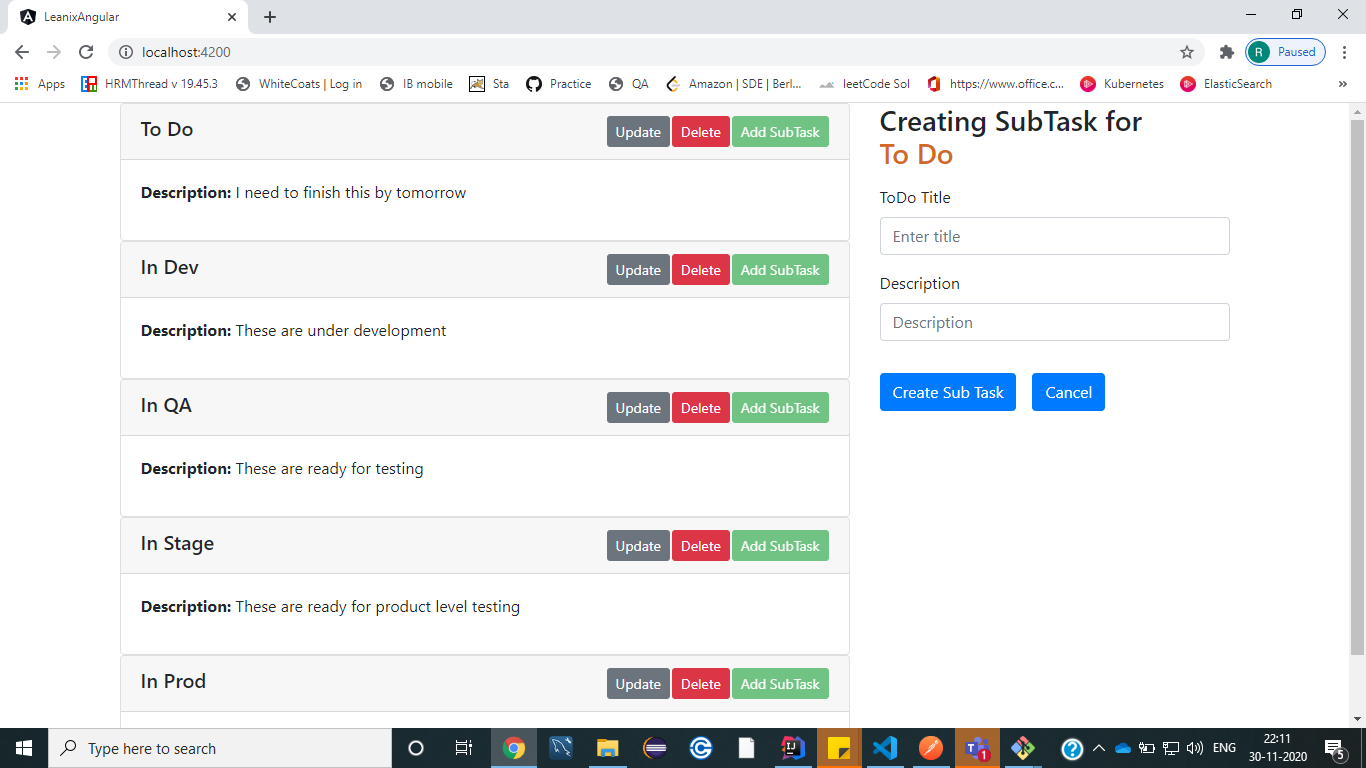 LeanixAngular
localhost:4200
Paused
R
Apps
HRMThread v 19.45.3
WhiteCoats | Log in
IB mobile
Sta
Practice
QA
Amazon | SDE | Berl...
leetCode Sol
https://www.office.c...
Kubernetes
ElasticSearch
»
To Do
Update
Delete
Add SubTask
Description: I need to finish this by tomorrow
In Dev
Update
Delete
Add SubTask
Description: These are under development
In QA
Update
Delete
Add SubTask
Description: These are ready for testing
In Stage
Update
Delete
Add SubTask
Description: These are ready for product level testing
In Prod
Update
Delete
Add SubTask
Creating SubTask for
To Do
ToDo Title
Enter title
Description
Description
Create Sub Task
Cancel
Type here to search
IJ
1
ENG
22:11
30-11-2020
5